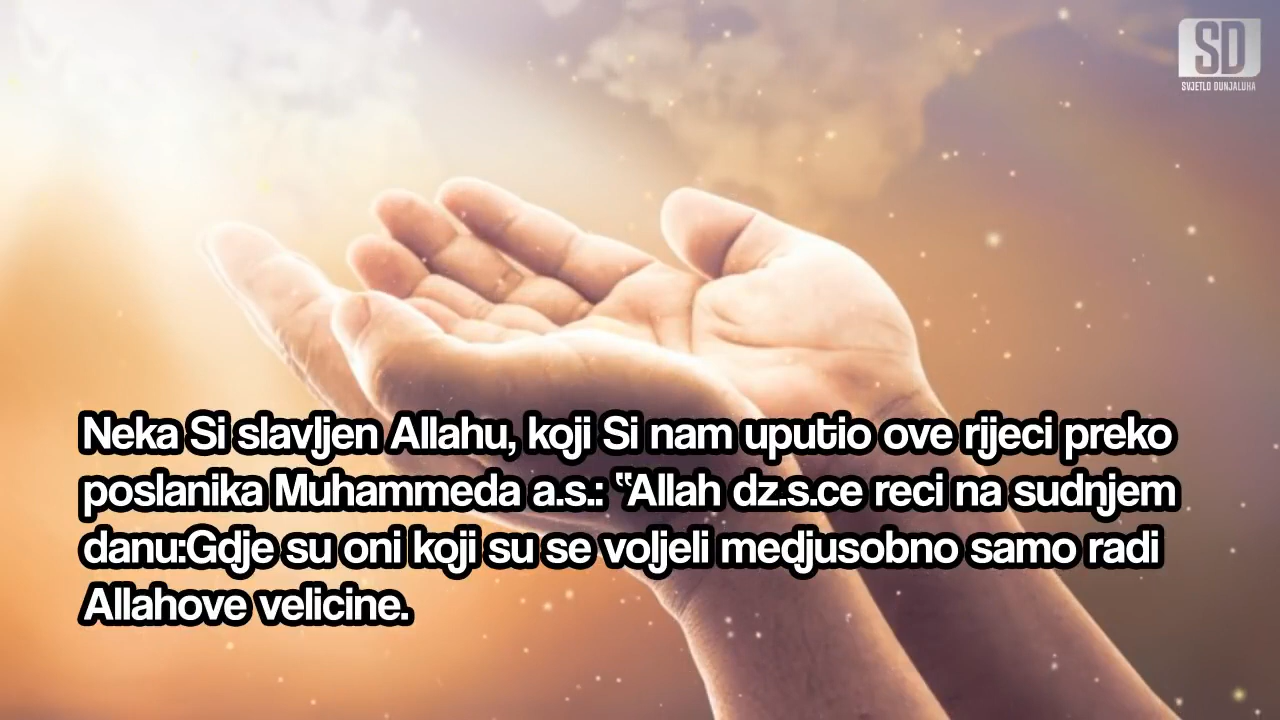 SD
SVJETLO DUNJALUHA
Neka Si slavljen Allahu, koji Si nam uputio ove rijeci preko
poslanika Muhammeda a.s.: “Allah dz.s.ce reci na sudnjem
danu:Gdje su oni koji su se voljeli medjusobno samo radi
Allahove velicine.